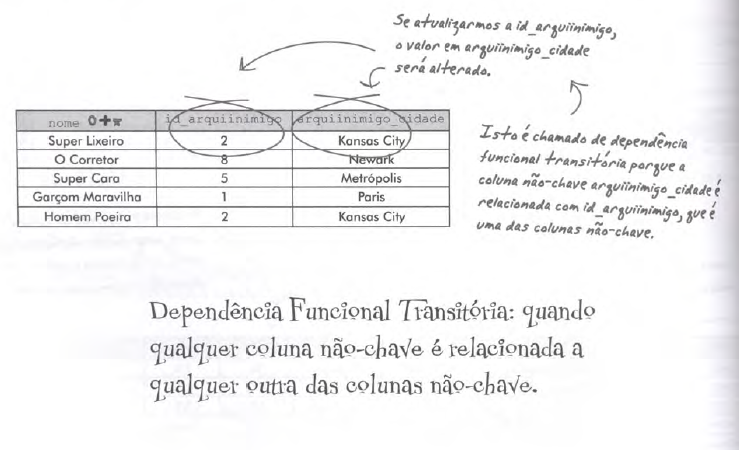 Se atualizarmos a id_arquiinimigo,
o valor em arquiinimigo_cidade
será alterado.
nome id_arquiinimigo arquiinimigo_cidade
Super Lixeiro 2 Kansas City
O Corretor 8 Newark
Super Cara 5 Metrópolis
Garçom Maravilha 1 Paris
Homem Poeira 2 Kansas City
Isto é chamado de dependência
funcional transitória porque a
coluna não-chave arquiinimigo_cidade é
relacionada com id_arquiinimigo, que é
uma das colunas não-chave.
Dependência Funcional Transitória: quando
qualquer coluna não-chave é relacionada a
qualquer outra das colunas não-chave.